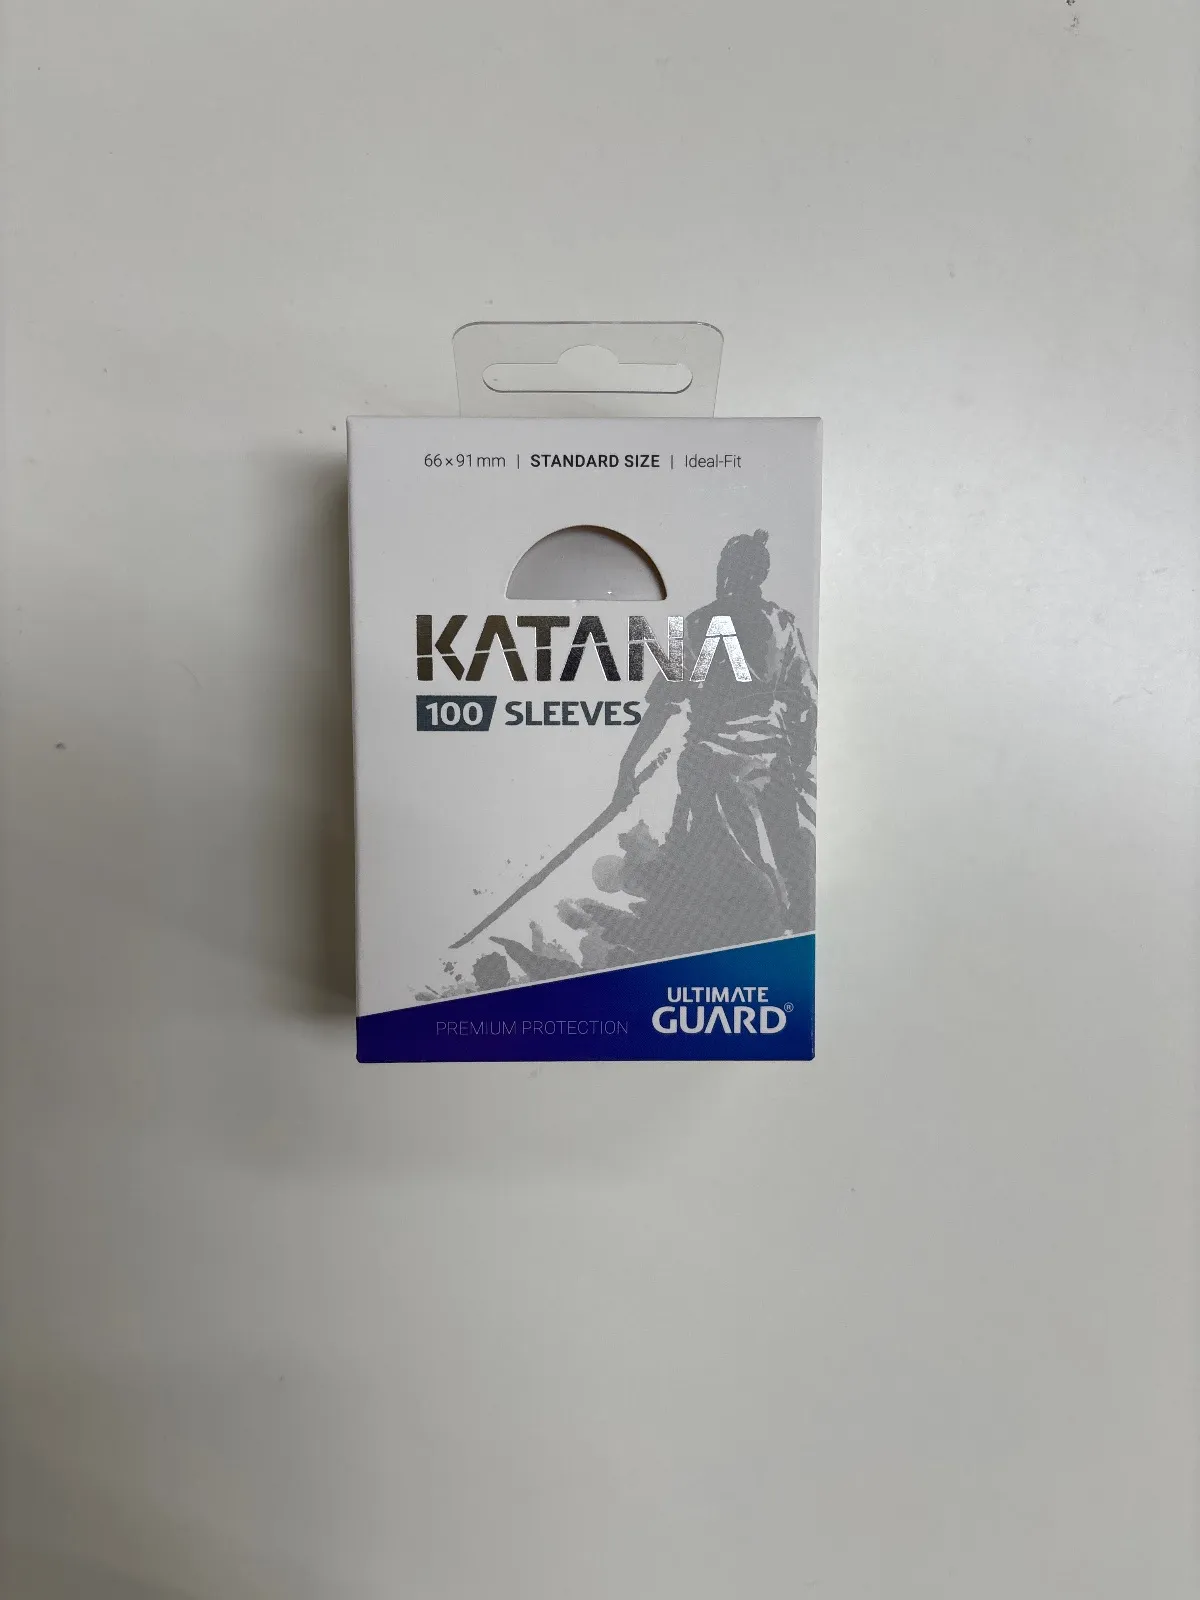 66×91mm | STANDARD SIZE | Ideal-Fit
KATANA
100 SLEEVES
PREMIUM PROTECTION
ULTIMATE
GUARD®